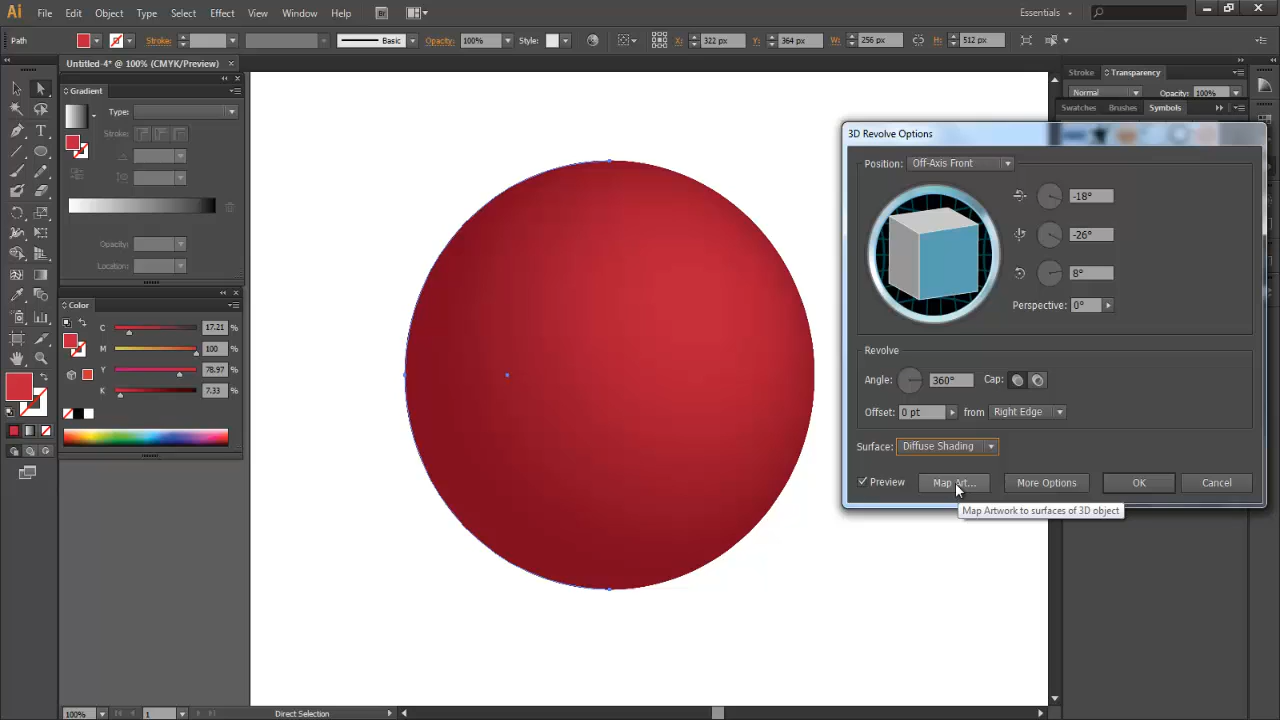 Ai File Edit Object Type Select Effect View Window Help Br Essentials
Path Stroke: Basic Opacity: 100% Style: X: 322 px Y: 364 px W: 256 px H: 512 px
Untitled-4* @ 100% (CMYK/Preview)
Gradient
Type:
Stroke:
Opacity:
Location:
Color
C 17.21 %
M 100 %
Y 78.97 %
K 7.33 %
Stroke Transparency
Normal Opacity: 100%
Swatches Brushes Symbols
3D Revolve Options
Position: Off-Axis Front
-18°
-26°
8°
Perspective: 0°
Revolve
Angle: 360° Cap:
Offset: 0 pt from Right Edge
Surface: Diffuse Shading
Preview Map Art... More Options OK Cancel
Map Artwork to surfaces of 3D object
100% 1 Direct Selection